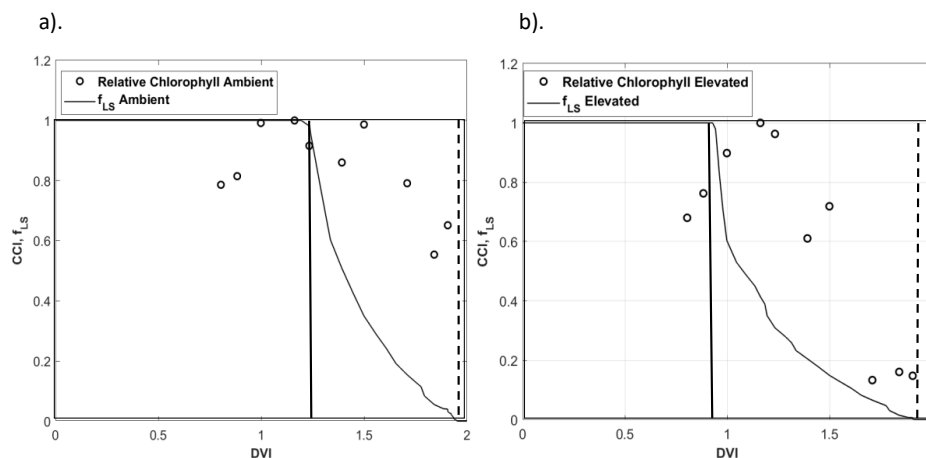 a).
1.2
Relative Chlorophyll Ambient
f_LS Ambient
1
0.8
0.6
0.4
0.2
0
CCI, f_LS
0
0.5
1
1.5
2
DVI
b).
1.2
Relative Chlorophyll Elevated
f_LS Elevated
1
0.8
0.6
0.4
0.2
0
CCI, f_LS
0
0.5
1
1.5
DVI